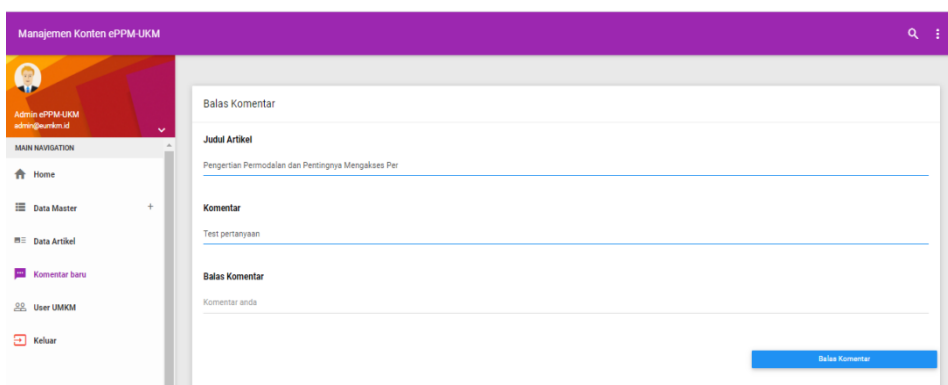 Manajemen Konten ePPM-UKM
Admin ePPM-UKM
admin@eumkm.id
MAIN NAVIGATION
Home
Data Master +
Data Artikel
Komentar baru
User UMKM
Keluar
Balas Komentar
Judul Artikel
Pengertian Permodalan dan Pentingnya Mengakses Per
Komentar
Test pertanyaan
Balas Komentar
Komentar anda
Balas Komentar